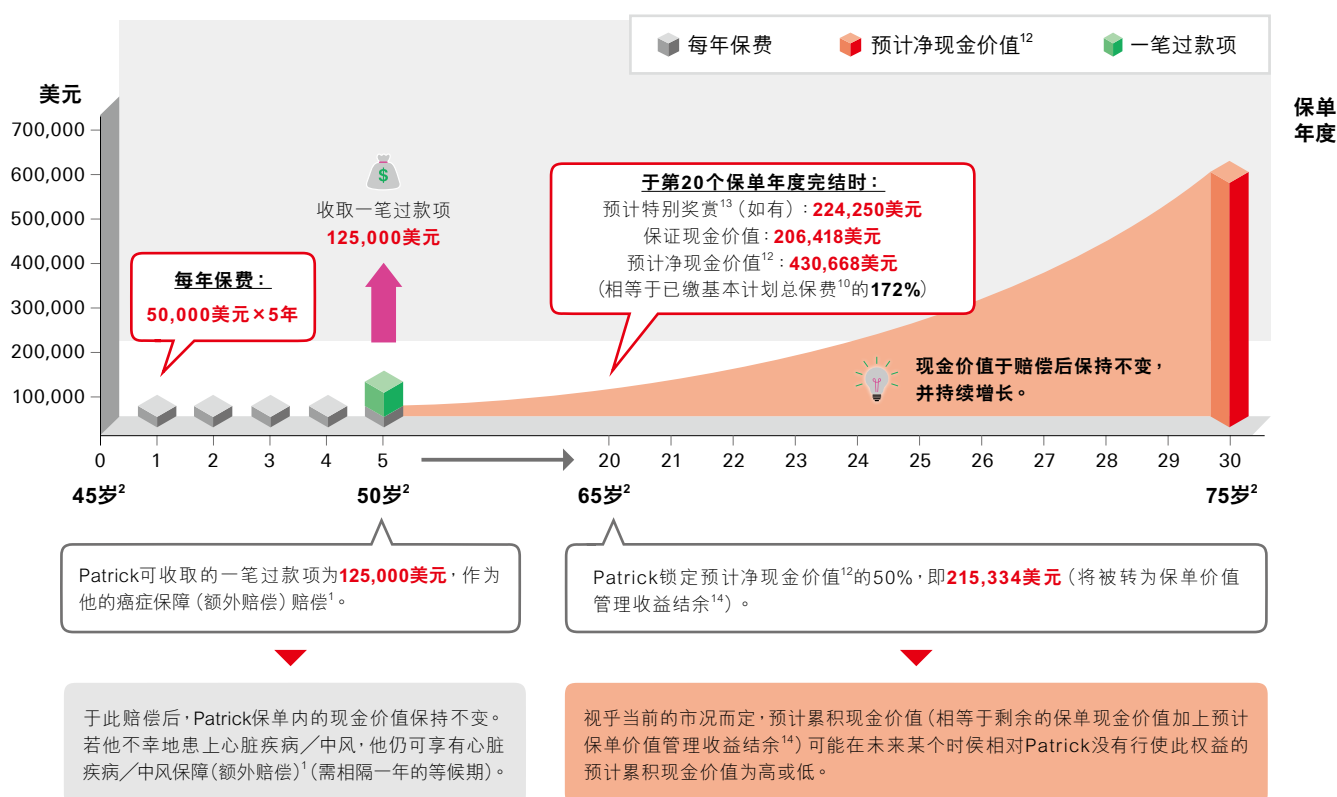 每年保费
预计净现金价值12
一笔过款项
美元
保单
年度
700,000
600,000
500,000
400,000
300,000
200,000
100,000
$
收取一笔过款项
125,000美元
每年保费：
50,000美元×5年
于第20个保单年度完结时：
预计特别奖赏13（如有）：224,250美元
保证现金价值：206,418美元
预计净现金价值12：430,668美元
（相等于已缴基本计划总保费10的172%）
现金价值于赔偿后保持不变，
并持续增长。
0 1 2 3 4 5 20 21 22 23 24 25 26 27 28 29 30
45岁2 50岁2 65岁2 75岁2
Patrick可收取的一笔过款项为125,000美元，作为
他的癌症保障（额外赔偿）赔偿1。
Patrick锁定预计净现金价值12的50%，即215,334美元（将被转为保单价值
管理收益结余14）。
于此赔偿后，Patrick保单内的现金价值保持不变。
若他不幸地患上心脏疾病／中风，他仍可享有心脏
疾病／中风保障（额外赔偿）1（需相隔一年的等候期）。
视乎当前的市况而定，预计累积现金价值（相等于剩余的保单现金价值加上预计
保单价值管理收益结余14）可能在未来某个时侯相对Patrick没有行使此权益的
预计累积现金价值为高或低。